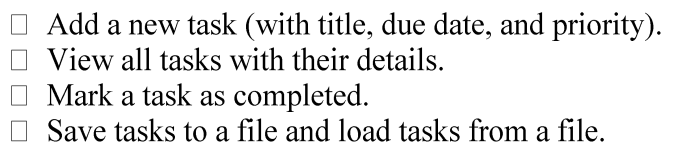 □ Add a new task (with title, due date, and priority).
□ View all tasks with their details.
□ Mark a task as completed.
□ Save tasks to a file and load tasks from a file.